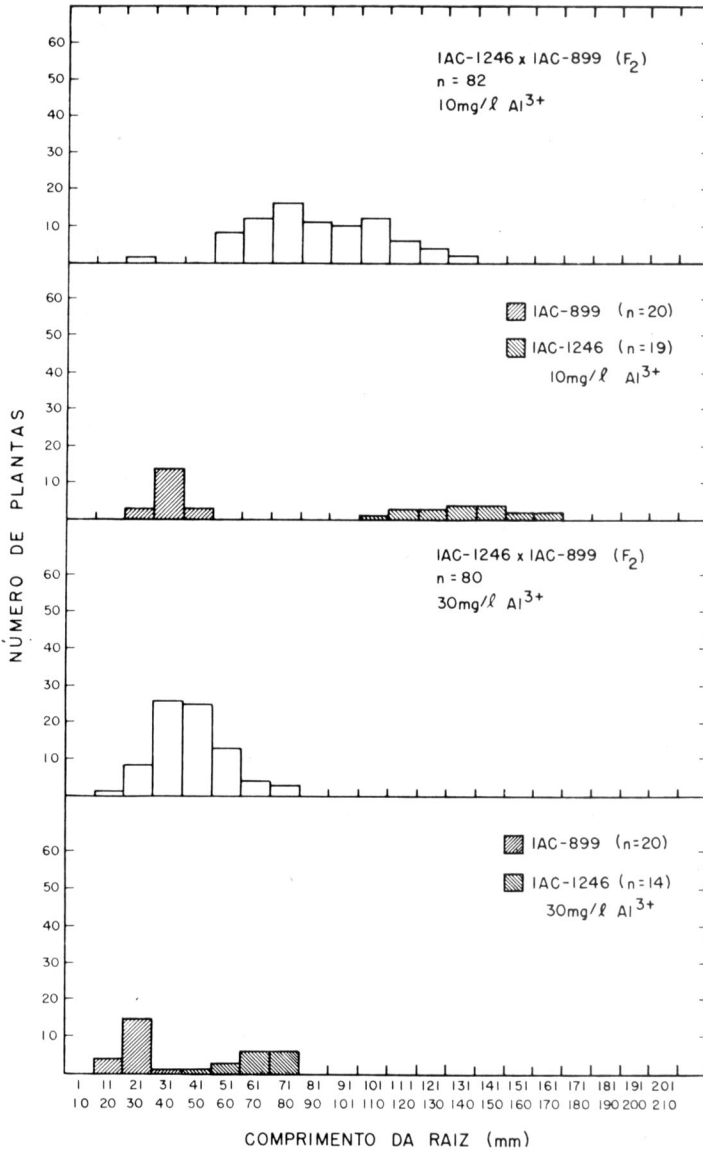 60
50
40
30
20
10
IAC-1246 x IAC-899 (F2)
n = 82
10mg/ℓ Al3+
60
50
40
30
20
10
IAC-899 (n=20)
IAC-1246 (n=19)
10mg/ℓ Al3+
NÚMERO DE PLANTAS
60
50
40
30
20
10
IAC-1246 x IAC-899 (F2)
n = 80
30mg/ℓ Al3+
60
50
40
30
20
10
IAC-899 (n=20)
IAC-1246 (n=14)
30mg/ℓ Al3+
1 11 21 31 41 51 61 71 81 91 101 111 121 131 141 151 161 171 181 191 201
10 20 30 40 50 60 70 80 90 101 110 120 130 140 150 160 170 180 190 200 210
COMPRIMENTO DA RAIZ (mm)